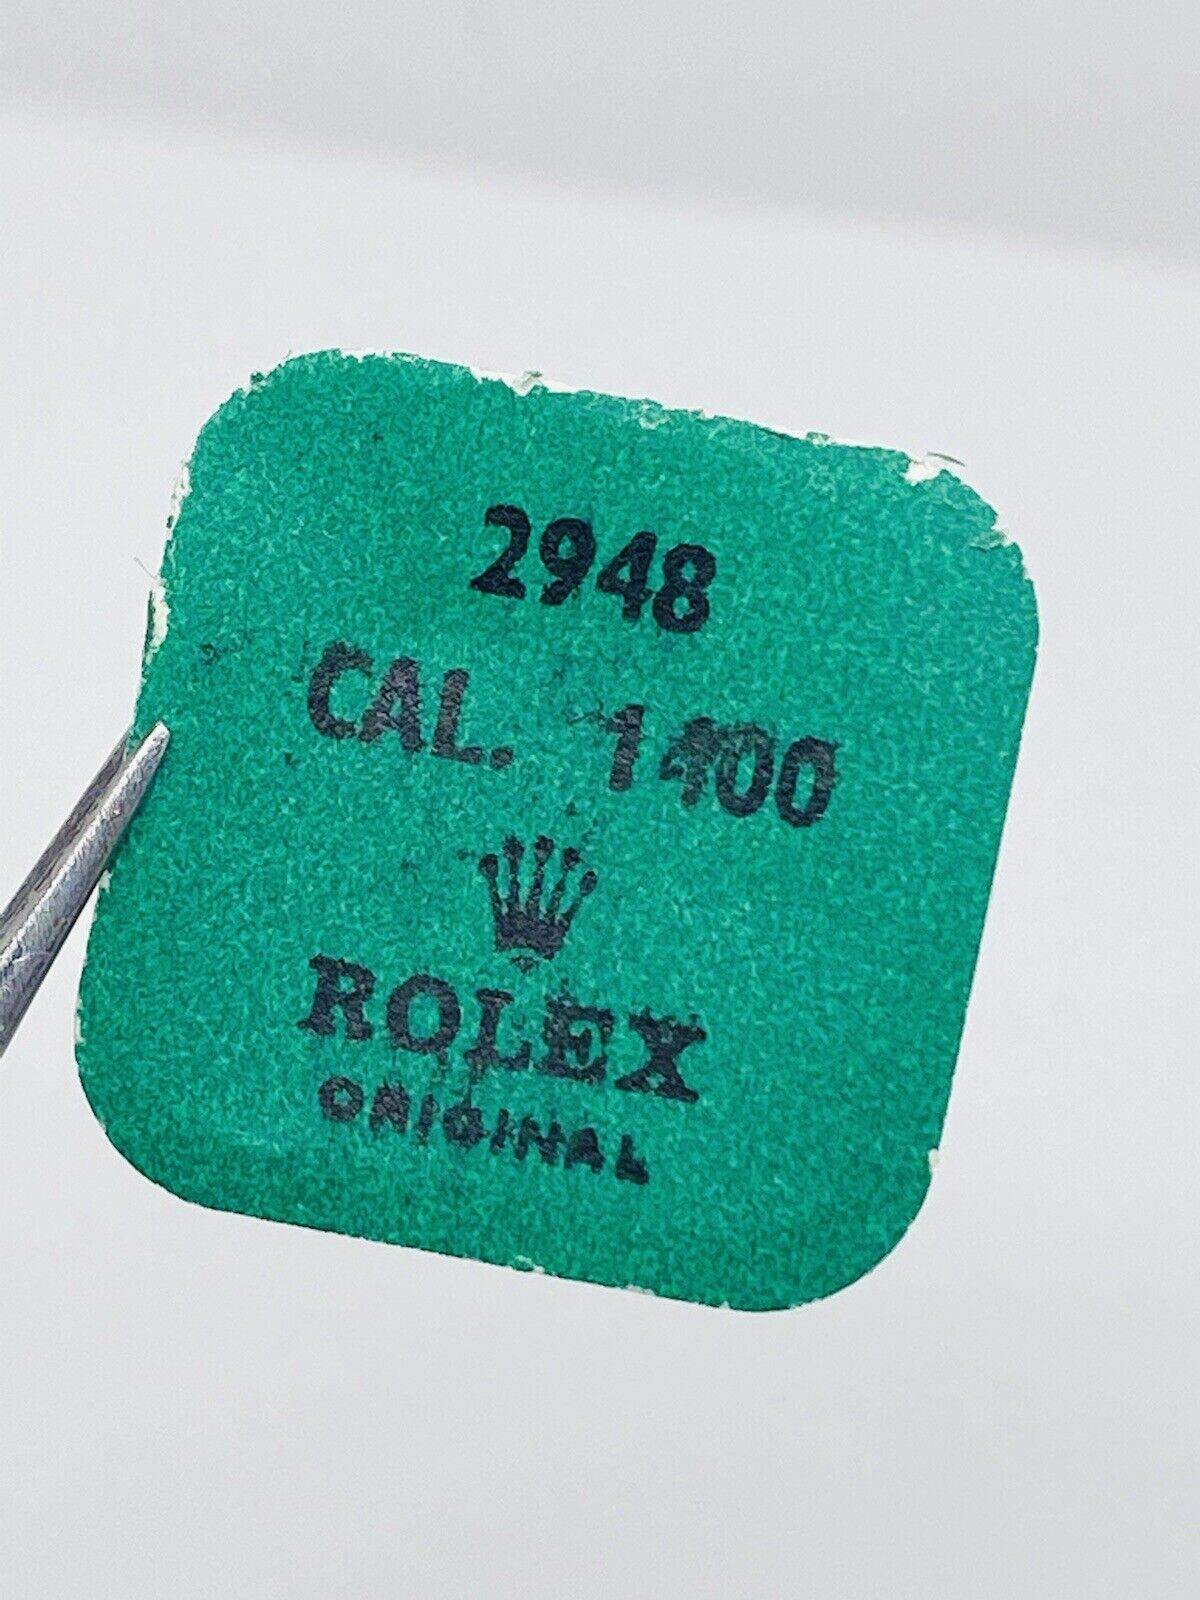 2948
CAL. 1400
ROLEX
ORIGINAL